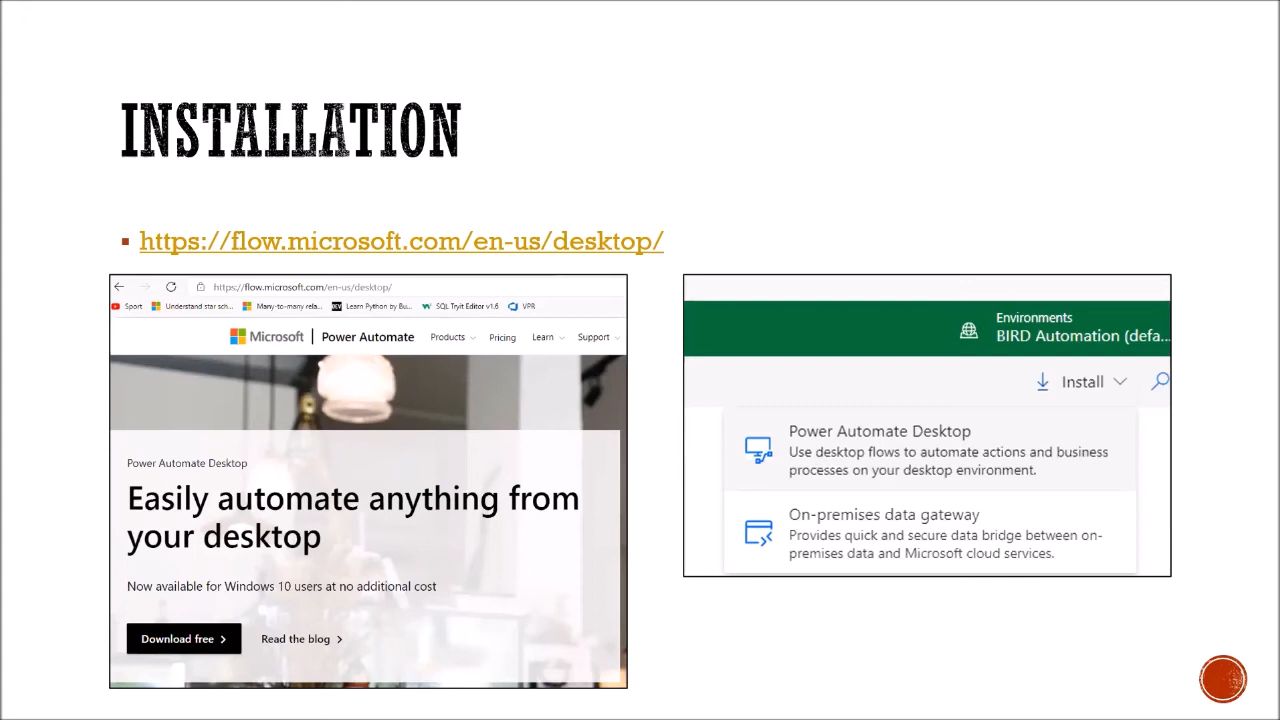 INSTALLATION
https://flow.microsoft.com/en-us/desktop/
https://flow.microsoft.com/en-us/desktop/
Sport Understand star sch... Many-to-many rela... Learn Python by Bu... SQL Tryit Editor v1.6 VPR
Microsoft | Power Automate Products Pricing Learn Support
Power Automate Desktop
Easily automate anything from
your desktop
Now available for Windows 10 users at no additional cost
Download free > Read the blog >
Environments
BIRD Automation (defa...
Install
Power Automate Desktop
Use desktop flows to automate actions and business
processes on your desktop environment.
On-premises data gateway
Provides quick and secure data bridge between on-
premises data and Microsoft cloud services.